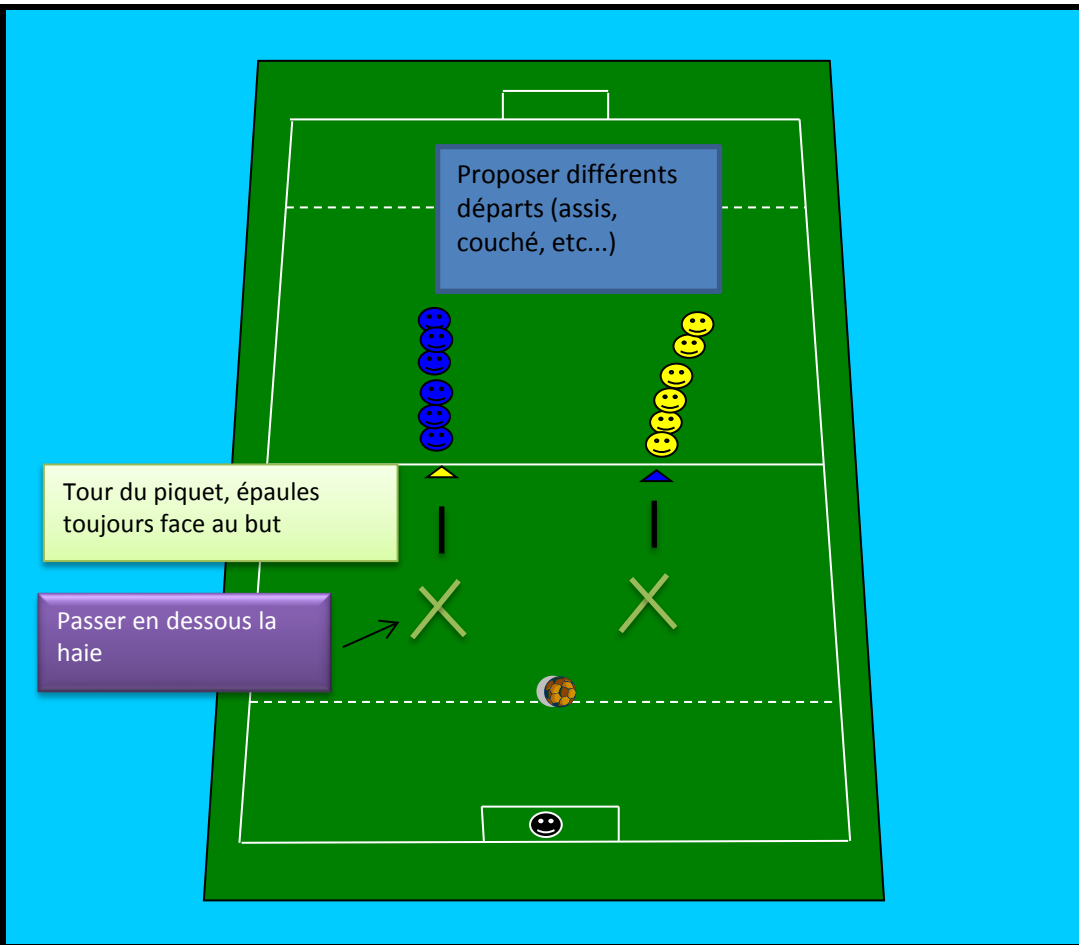 Proposer différents
départs (assis,
couché, etc...)
Tour du piquet, épaules
toujours face au but
Passer en dessous la
haie